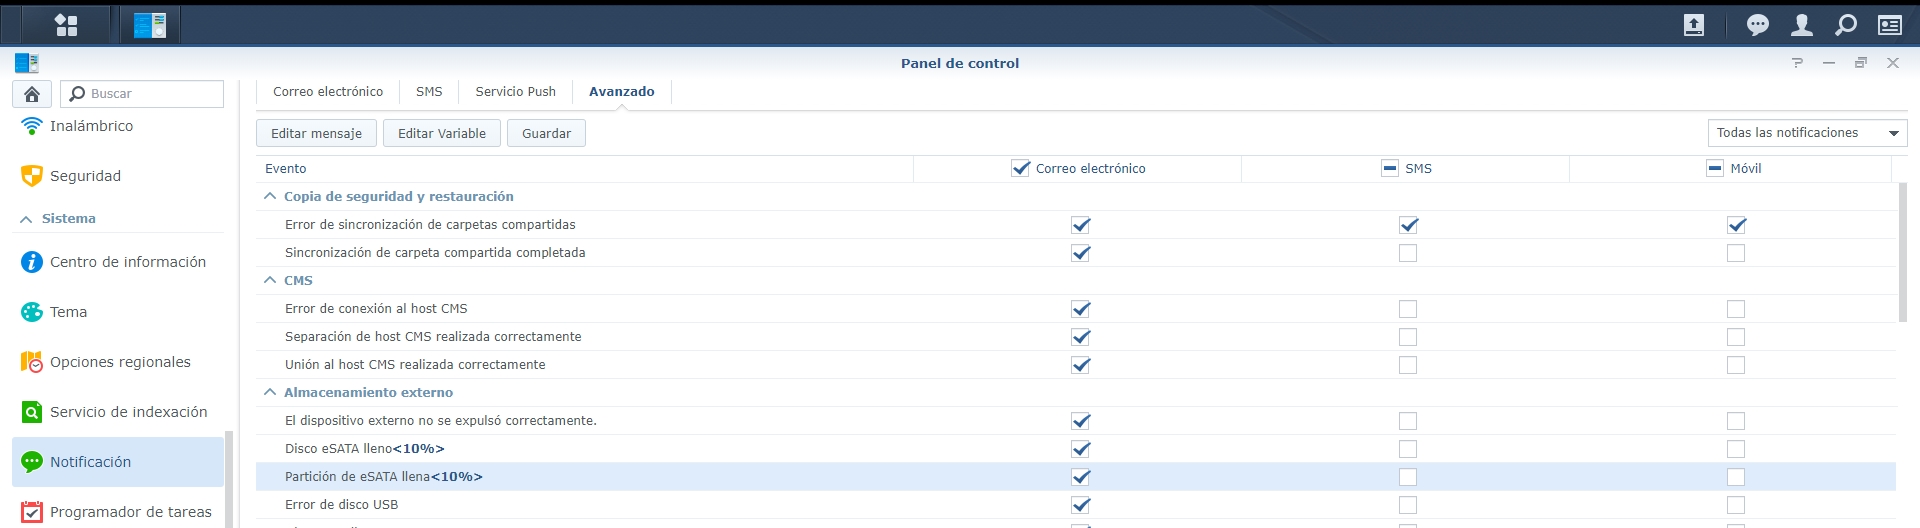 Panel de control
Buscar
Inalámbrico
Seguridad
Sistema
Centro de información
Tema
Opciones regionales
Servicio de indexación
Notificación
Programador de tareas
Correo electrónico SMS Servicio Push Avanzado
Editar mensaje Editar Variable Guardar
Todas las notificaciones
Evento Correo electrónico SMS Móvil
Copia de seguridad y restauración
Error de sincronización de carpetas compartidas
Sincronización de carpeta compartida completada
CMS
Error de conexión al host CMS
Separación de host CMS realizada correctamente
Unión al host CMS realizada correctamente
Almacenamiento externo
El dispositivo externo no se expulsó correctamente.
Disco eSATA lleno<10%>
Partición de eSATA llena<10%>
Error de disco USB